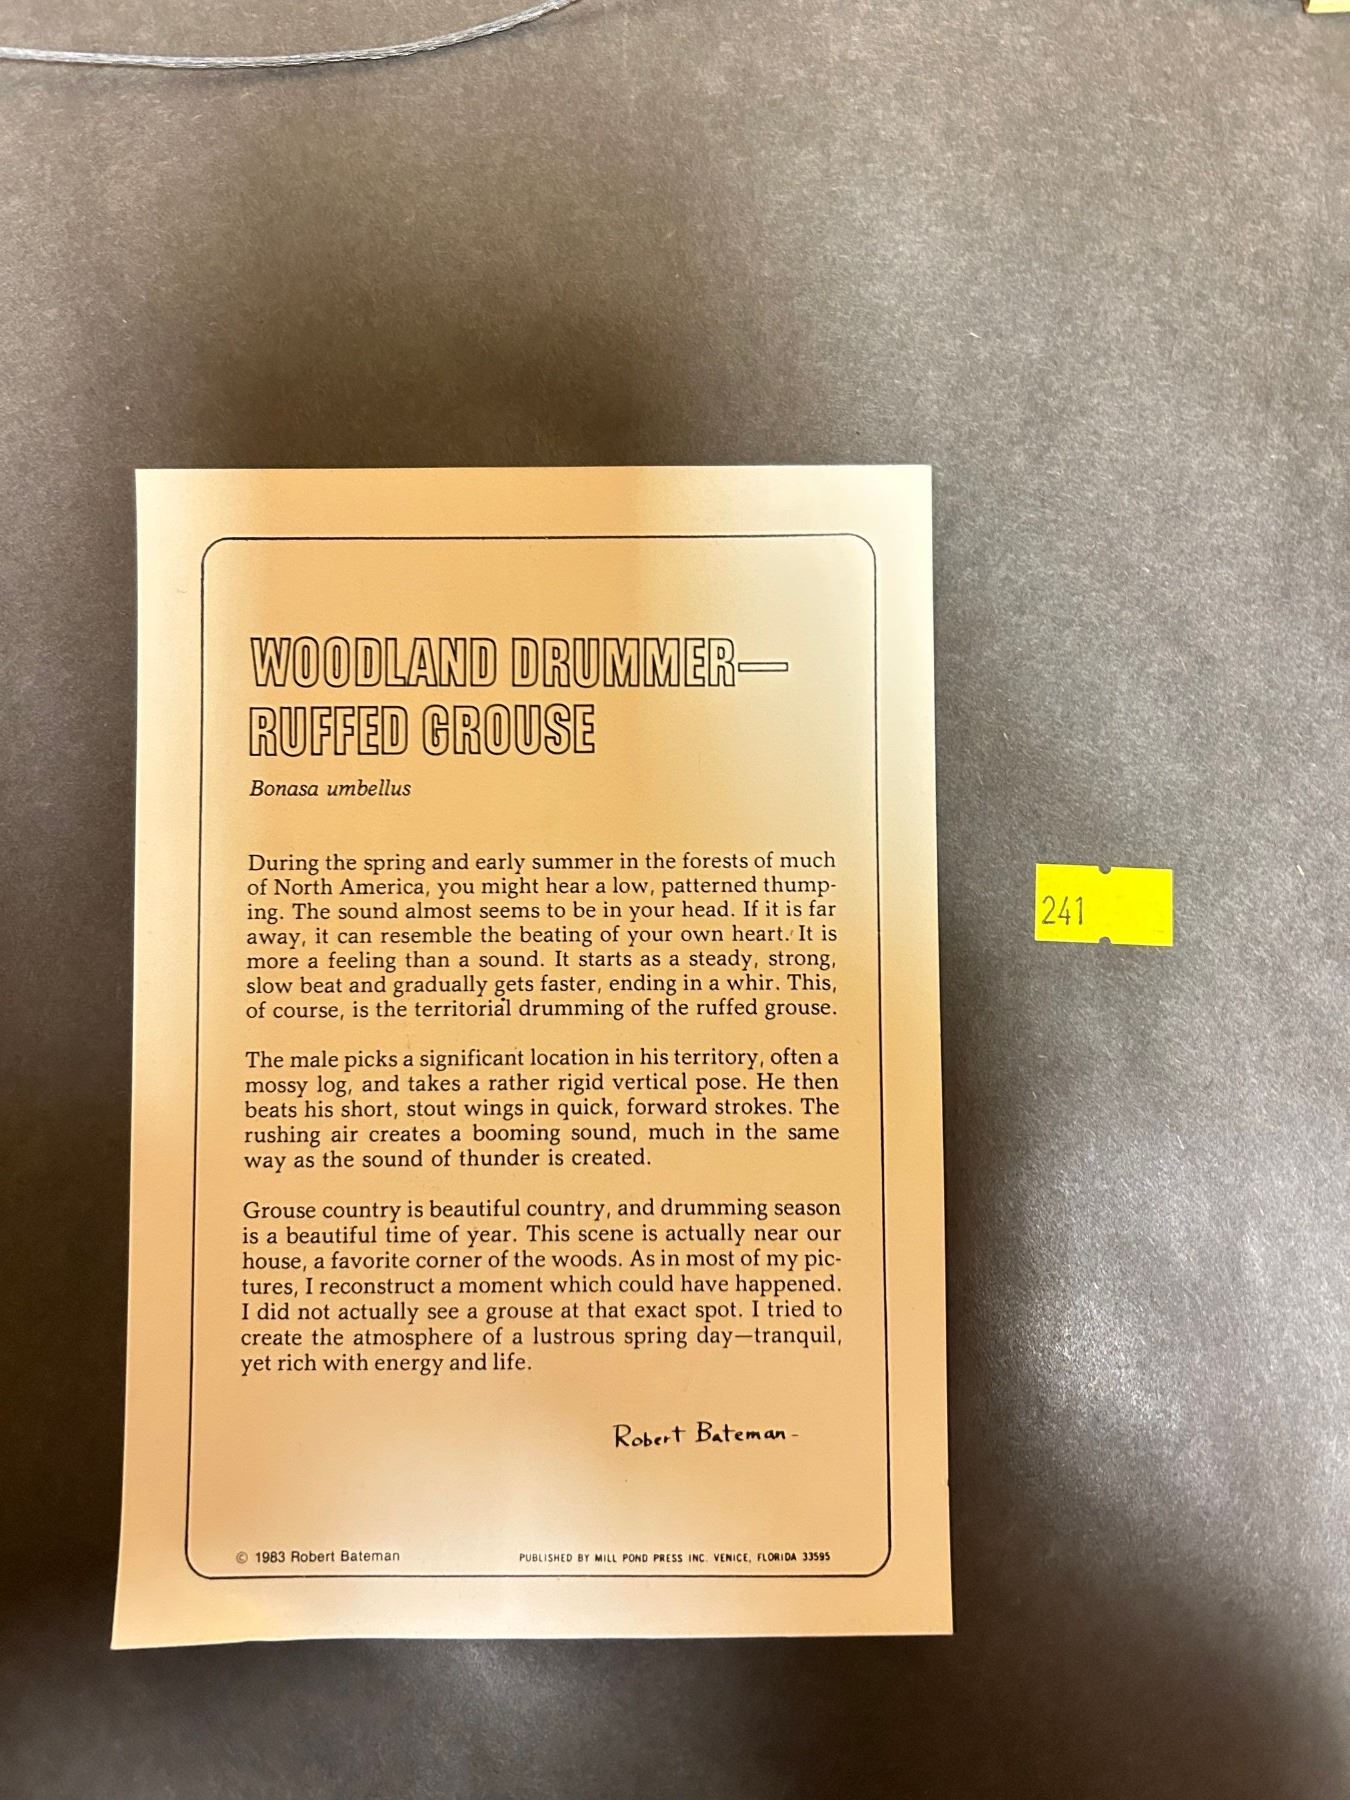 WOODLAND DRUMMER—
RUFFED GROUSE
Bonasa umbellus
During the spring and early summer in the forests of much
of North America, you might hear a low, patterned thump-
ing. The sound almost seems to be in your head. If it is far
away, it can resemble the beating of your own heart. It is
more a feeling than a sound. It starts as a steady, strong,
slow beat and gradually gets faster, ending in a whir. This,
of course, is the territorial drumming of the ruffed grouse.
The male picks a significant location in his territory, often a
mossy log, and takes a rather rigid vertical pose. He then
beats his short, stout wings in quick, forward strokes. The
rushing air creates a booming sound, much in the same
way as the sound of thunder is created.
Grouse country is beautiful country, and drumming season
is a beautiful time of year. This scene is actually near our
house, a favorite corner of the woods. As in most of my pic-
tures, I reconstruct a moment which could have happened.
I did not actually see a grouse at that exact spot. I tried to
create the atmosphere of a lustrous spring day—tranquil,
yet rich with energy and life.
Robert Bateman -
© 1983 Robert Bateman
PUBLISHED BY MILL POND PRESS INC. VENICE, FLORIDA 33595
241